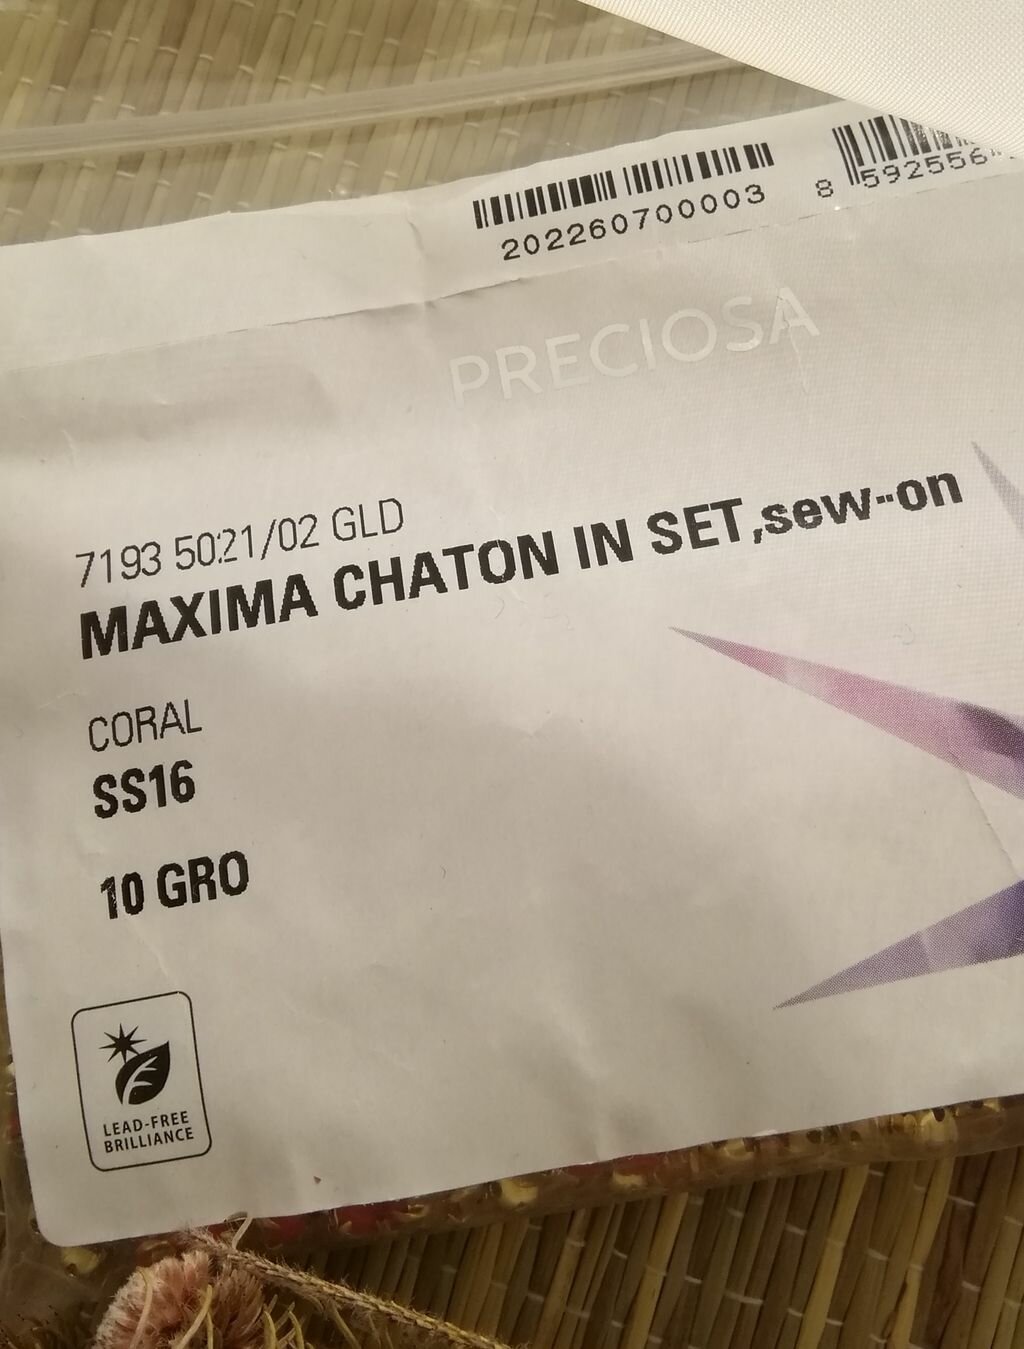 202260700003
8 592556
PRECIOSA
7193 5021/02 GLD
MAXIMA CHATON IN SET,sew-on
CORAL
SS16
10 GRO
LEAD-FREE
BRILLIANCE